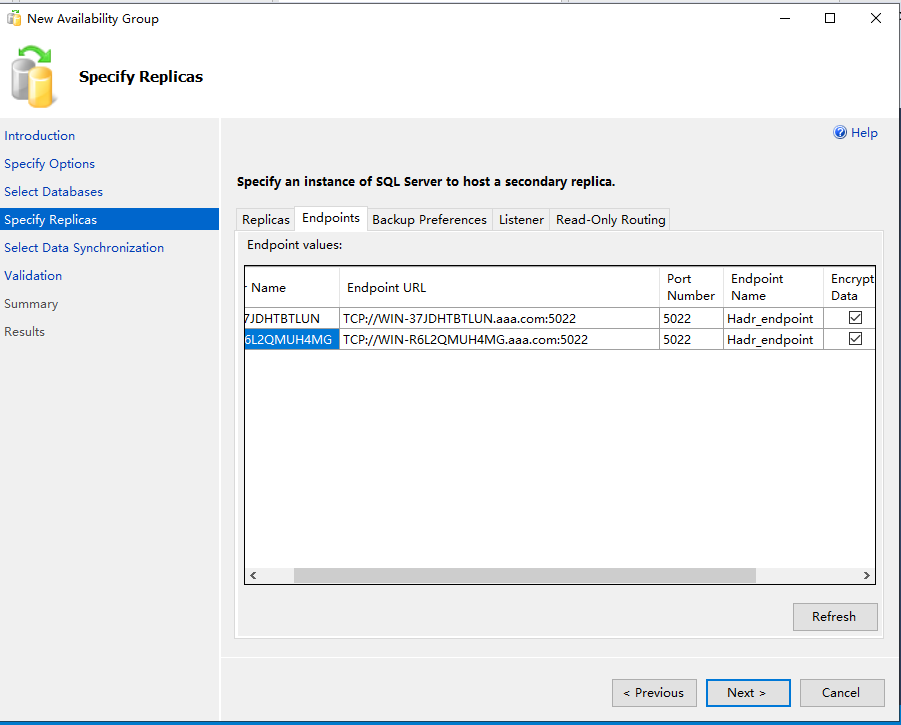 New Availability Group
Specify Replicas
Help
Introduction
Specify Options
Select Databases
Specify Replicas
Select Data Synchronization
Validation
Summary
Results
Specify an instance of SQL Server to host a secondary replica.
Replicas Endpoints Backup Preferences Listener Read-Only Routing
Endpoint values:
r Name Endpoint URL Port Number Endpoint Name Encrypt Data
7JDHTBTLUN TCP://WIN-37JDHTBTLUN.aaa.com:5022 5022 Hadr_endpoint
6L2QMUH4MG TCP://WIN-R6L2QMUH4MG.aaa.com:5022 5022 Hadr_endpoint
Refresh
< Previous Next > Cancel